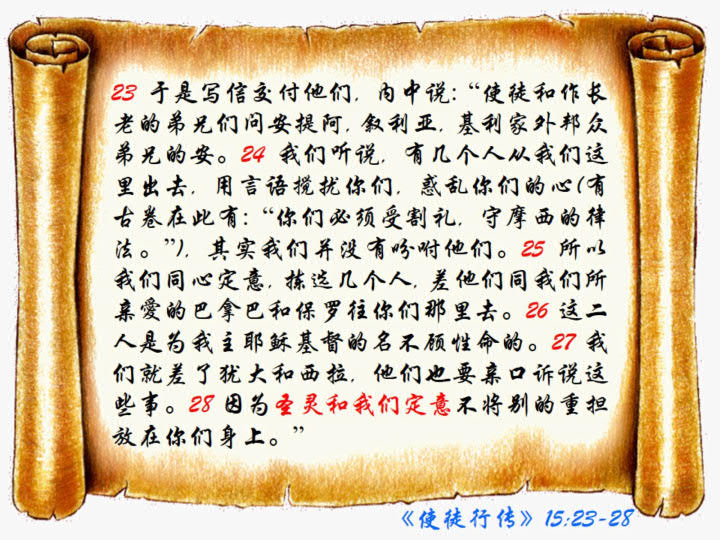 23 于是写信交付他们，内中说：“使徒和作长
老的弟兄们问安提阿，叙利亚，基利家外邦众
弟兄的安。24 我们听说，有几个人从我们这
里出去，用言语搅扰你们，惑乱你们的心(有
古卷在此有：“你们必须受割礼，守摩西的律
法。”)，其实我们并没有吩咐他们。25 所以
我们同心定意，拣选几个人，差他们同我们所
亲爱的巴拿巴和保罗往你们那里去。26 这二
人是为我主耶稣基督的名不顾性命的。27 我
们就差了犹大和西拉，他们也要亲口诉说这
些事。28 因为圣灵和我们定意不将别的重担
放在你们身上。”
《使徒行传》15:23-28